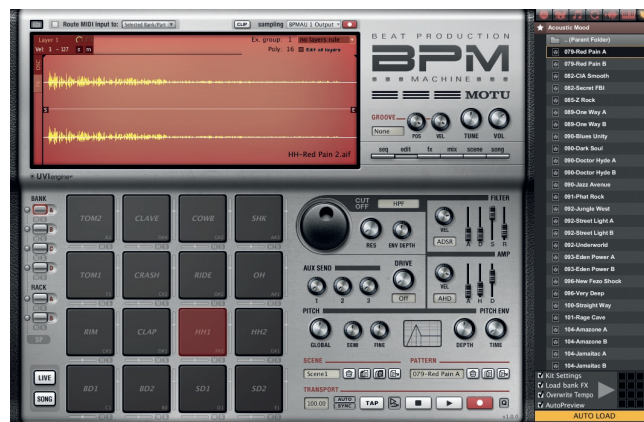 Route MIDI Input to: Selected Bank/Part
CLIP sampling BPMAU 1 Output
Layer 1
Ex. group: 1 No layers rule
Vel 1 - 127 s m
Poly: 16 Edit all layers
HH-Red Pain 2.aif
UVIengine
BEAT PRODUCTION
BPM
MACHINE
MOTU
GROOVE
None
POS VEL TUNE VOL
seq edit fx mix scene song
BANK
A
B
C
D
RACK
A
B
SP
LIVE
SONG
TOM2 CLAVE COWB SHK
TOM1 CRASH RIDE OH
RIM CLAP HH1 HH2
BD1 BD2 SD1 SD2
CUT OFF HPF
RES ENV DEPTH
FILTER
VEL
ADSR
A D S R
AUX SEND
1 2 3
DRIVE
Off
AMP
VEL
AHD
A H D
PITCH
GLOBAL SEMI FINE
PITCH ENV
DEPTH TIME
SCENE
Scene1
PATTERN
079-Red Pain A
TRANSPORT
100.00 AUTO SYNC TAP
Q
v1.0.0
Acoustic Mood
..(Parent Folder)
079-Red Pain A
079-Red Pain B
082-CIA Smooth
082-Secret FBI
085-Z Rock
089-One Way A
089-One Way B
090-Blues Unity
090-Dark Soul
090-Doctor Hyde A
090-Doctor Hyde B
090-Jazz Avenue
091-Phat Rock
092-Jungle West
092-Street Light A
092-Street Light B
092-Underworld
093-Eden Power A
093-Eden Power B
096-New Fezo Shock
096-Very Deep
100-Straight Way
101-Rage Cave
104-Amazone A
104-Amazone B
104-Jamaitac A
104-Jamaitac B
Kit Settings
Load bank FX
Overwrite Tempo
AutoPreview
AUTO LOAD